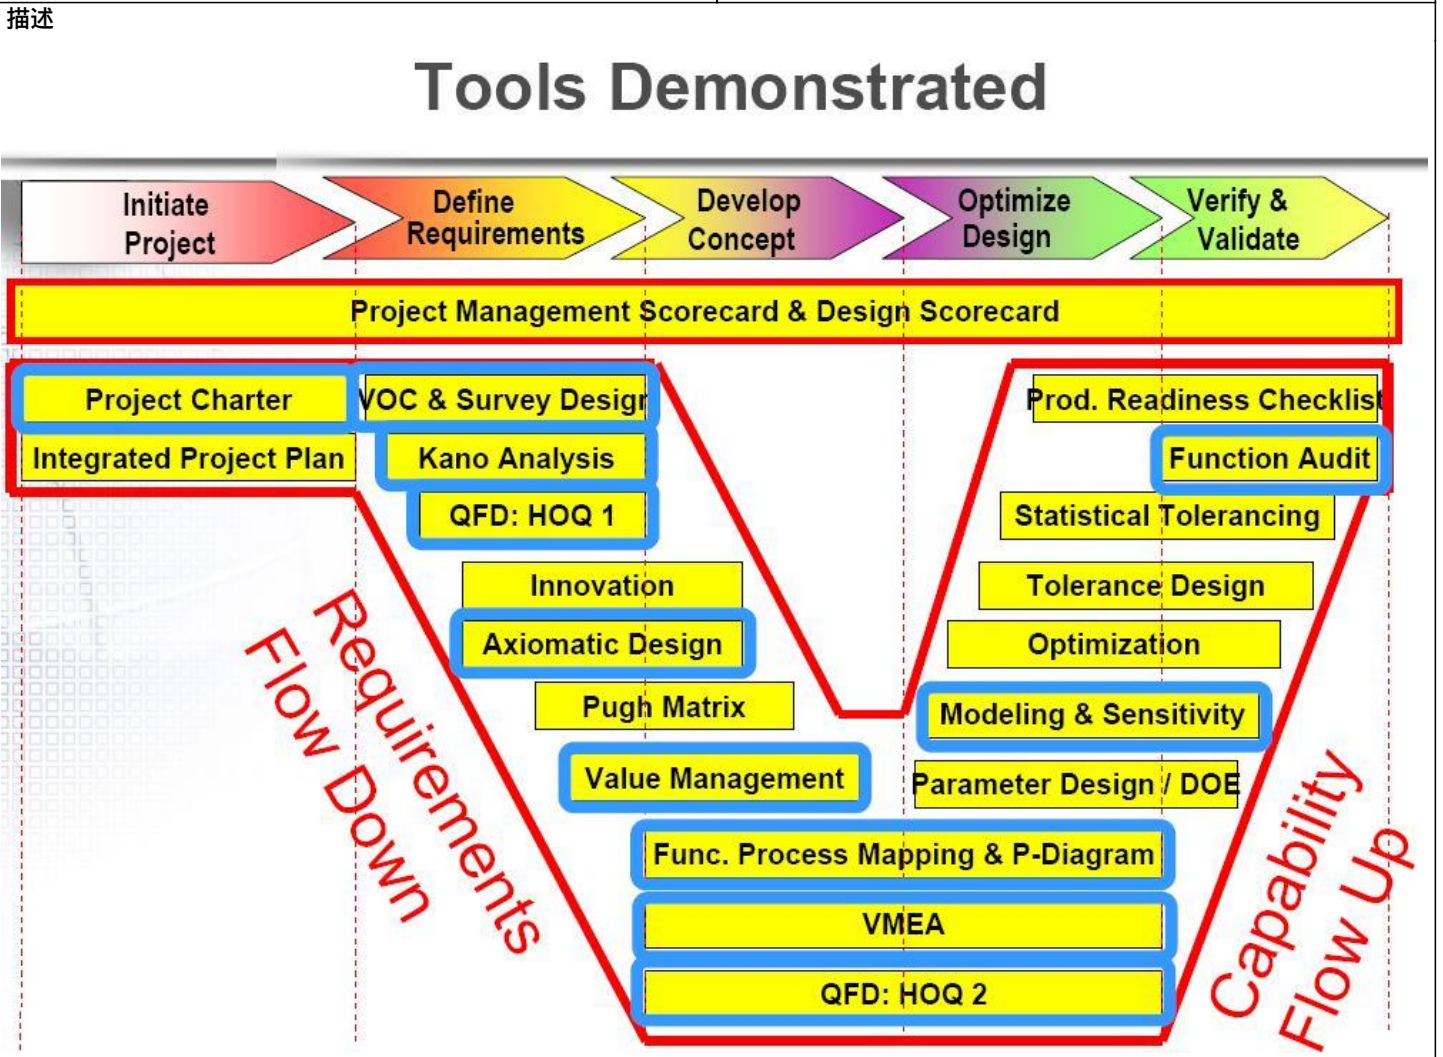 描述
Tools Demonstrated
Initiate
Project
Define
Requirements
Develop
Concept
Optimize
Design
Verify &
Validate
Project Management Scorecard & Design Scorecard
Project Charter
VOC & Survey Design
Prod. Readiness Checklist
Integrated Project Plan
Kano Analysis
Function Audit
QFD: HOQ 1
Statistical Tolerancing
Innovation
Tolerance Design
Axiomatic Design
Optimization
Pugh Matrix
Modeling & Sensitivity
Value Management
Parameter Design / DOE
Func. Process Mapping & P-Diagram
VMEA
QFD: HOQ 2
Requirements
Flow Down
Capability
Flow Up